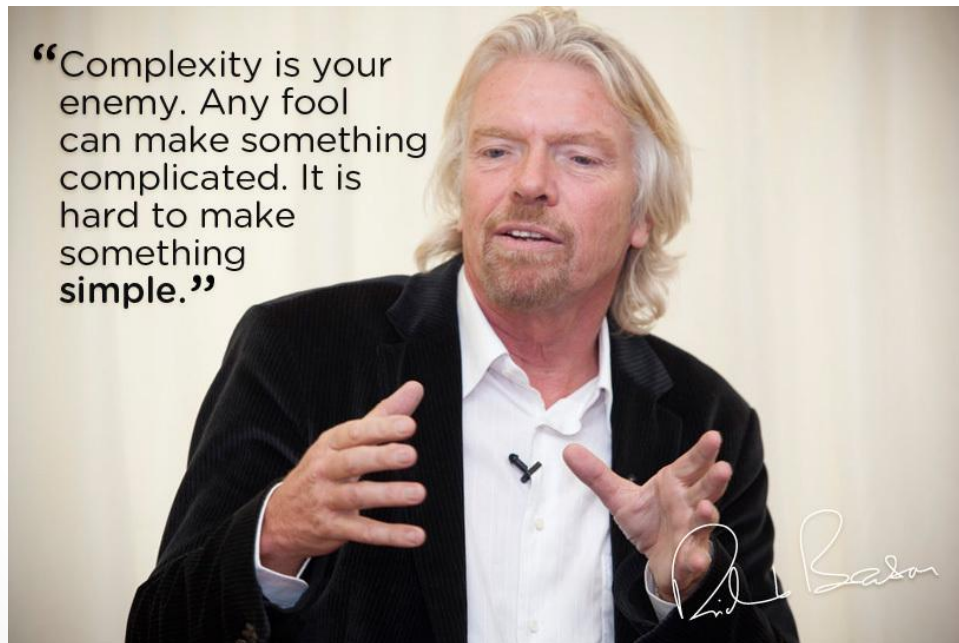 “Complexity is your
enemy. Any fool
can make something
complicated. It is
hard to make
something
simple.”